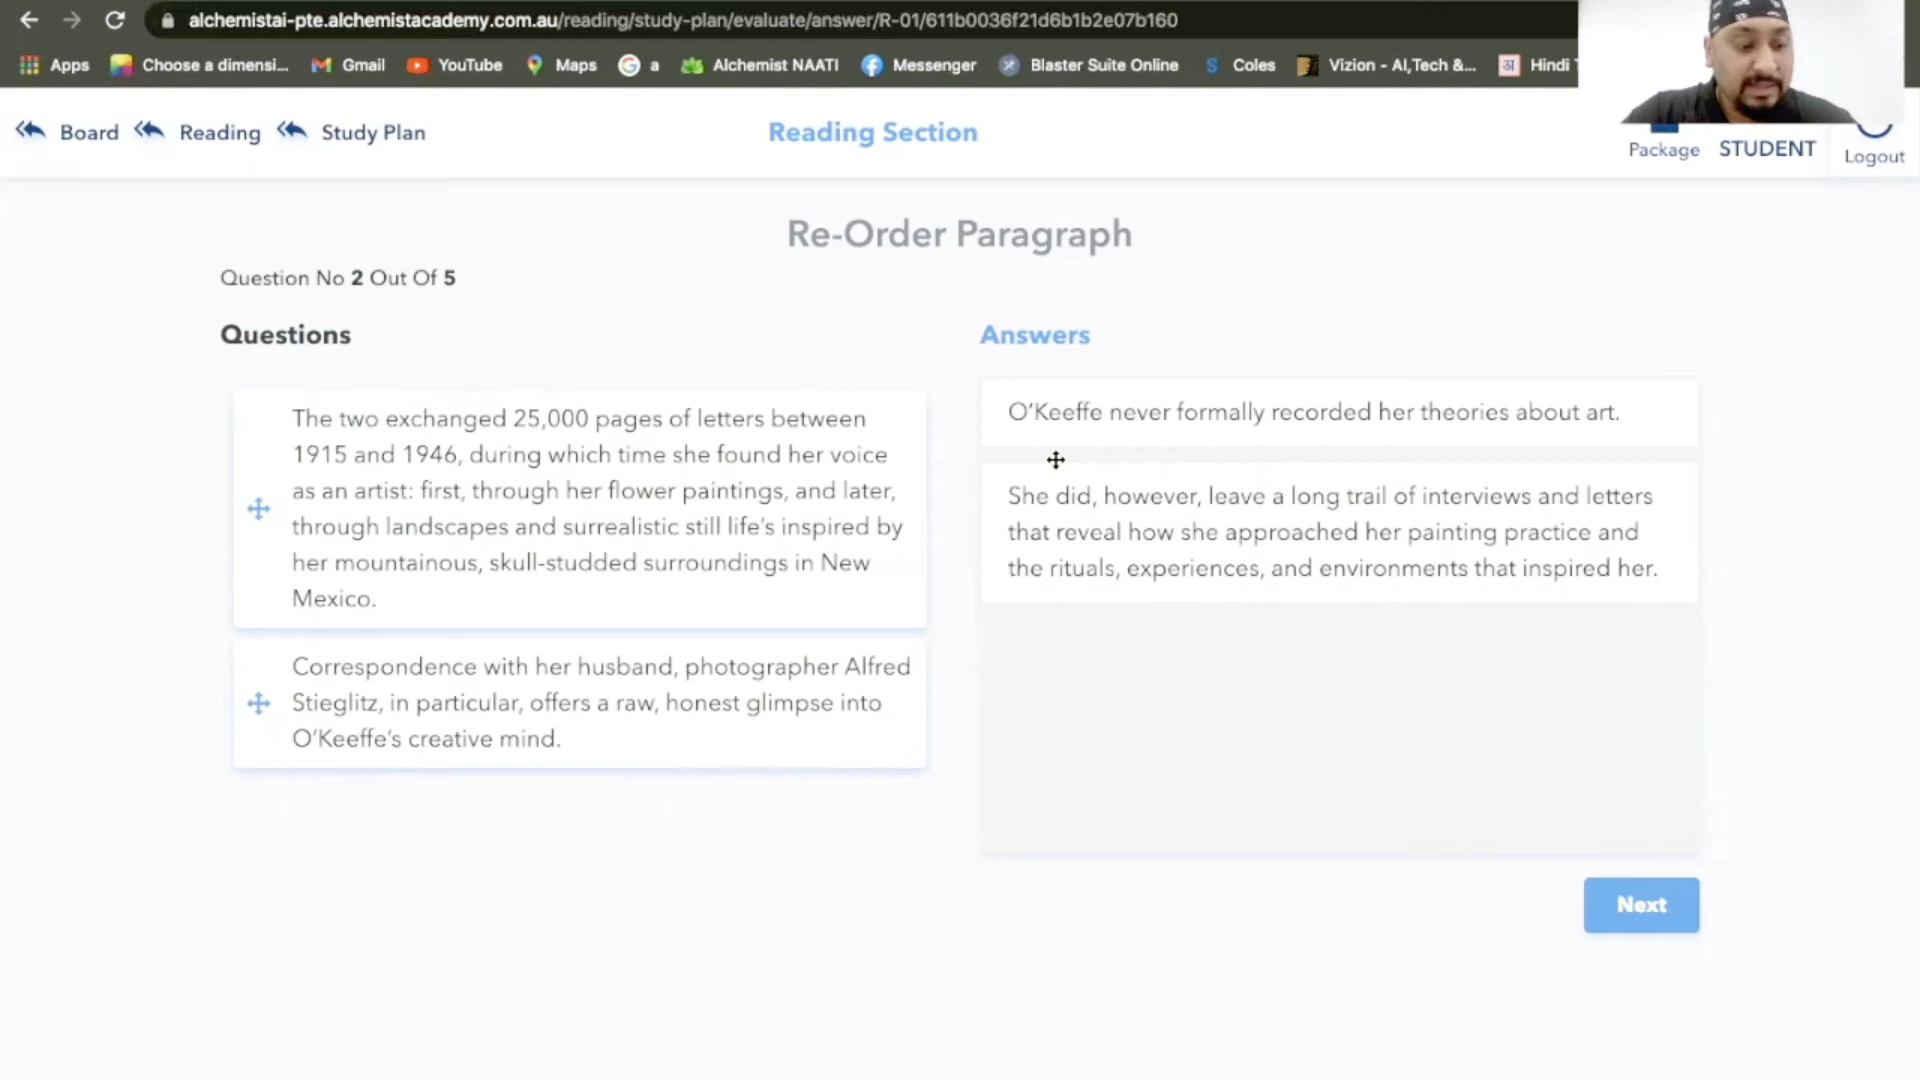 alchemistai-pte.alchemistacademy.com.au/reading/study-plan/evaluate/answer/R-01/611b0036f21d6b1b2e07b160
Apps Choose a dimensi... Gmail YouTube Maps a Alchemist NAATI Messenger Blaster Suite Online Coles Vizion - AI,Tech &... Hindi
Board Reading Study Plan
Reading Section
Package STUDENT Logout
Re-Order Paragraph
Question No 2 Out Of 5
Questions
The two exchanged 25,000 pages of letters between
1915 and 1946, during which time she found her voice
as an artist: first, through her flower paintings, and later,
through landscapes and surrealistic still life's inspired by
her mountainous, skull-studded surroundings in New
Mexico.
Correspondence with her husband, photographer Alfred
Stieglitz, in particular, offers a raw, honest glimpse into
O'Keeffe's creative mind.
Answers
O'Keeffe never formally recorded her theories about art.
She did, however, leave a long trail of interviews and letters
that reveal how she approached her painting practice and
the rituals, experiences, and environments that inspired her.
Next